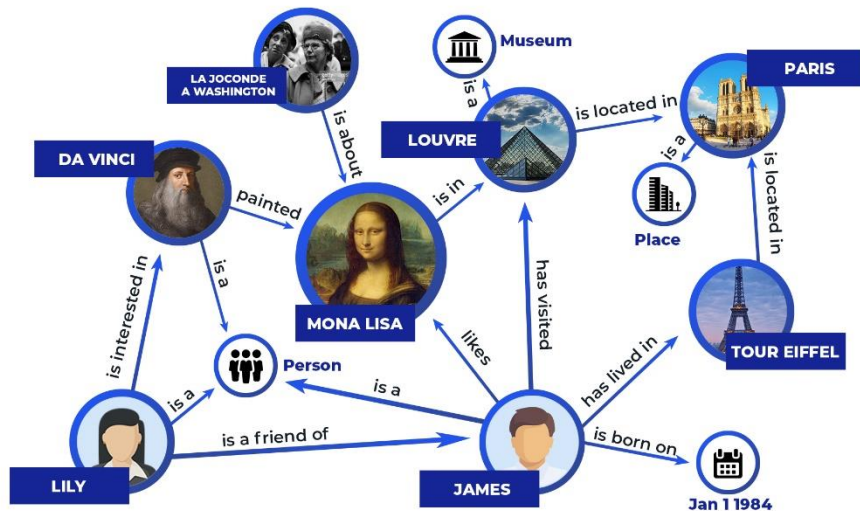 LA JOCONDE
A WASHINGTON
Museum
is a
PARIS
is located in
LOUVRE
is about
DA VINCI
painted
is in
is a
Place
is located in
is a
MONA LISA
has visited
TOUR EIFFEL
is interested in
Person
likes
has lived in
is a
is a
is a friend of
is born on
LILY
JAMES
Jan 1 1984